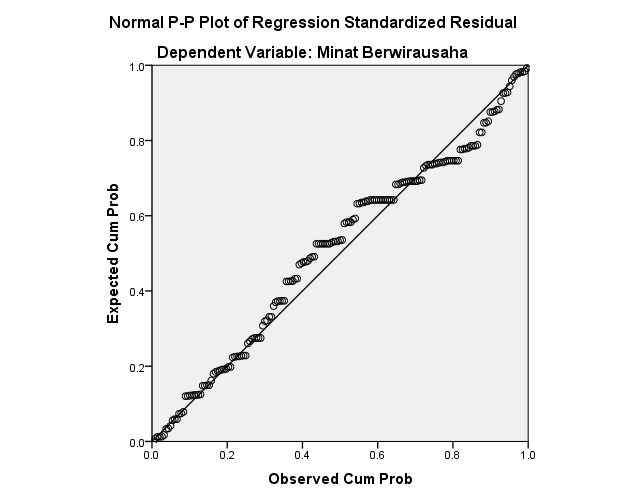 Normal P-P Plot of Regression Standardized Residual
Dependent Variable: Minat Berwirausaha
1.0
0.8
0.6
0.4
0.2
0.0
Expected Cum Prob
0.0 0.2 0.4 0.6 0.8 1.0
Observed Cum Prob